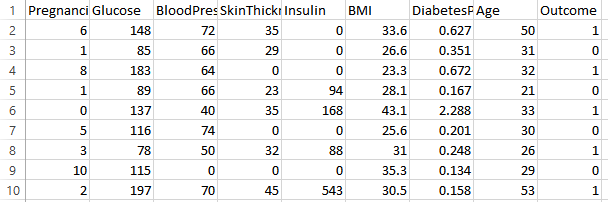 1 Pregnanci Glucose BloodPres SkinThickn Insulin BMI DiabetesP Age Outcome
2 6 148 72 35 0 33.6 0.627 50 1
3 1 85 66 29 0 26.6 0.351 31 0
4 8 183 64 0 0 23.3 0.672 32 1
5 1 89 66 23 94 28.1 0.167 21 0
6 0 137 40 35 168 43.1 2.288 33 1
7 5 116 74 0 0 25.6 0.201 30 0
8 3 78 50 32 88 31 0.248 26 1
9 10 115 0 0 0 35.3 0.134 29 0
10 2 197 70 45 543 30.5 0.158 53 1